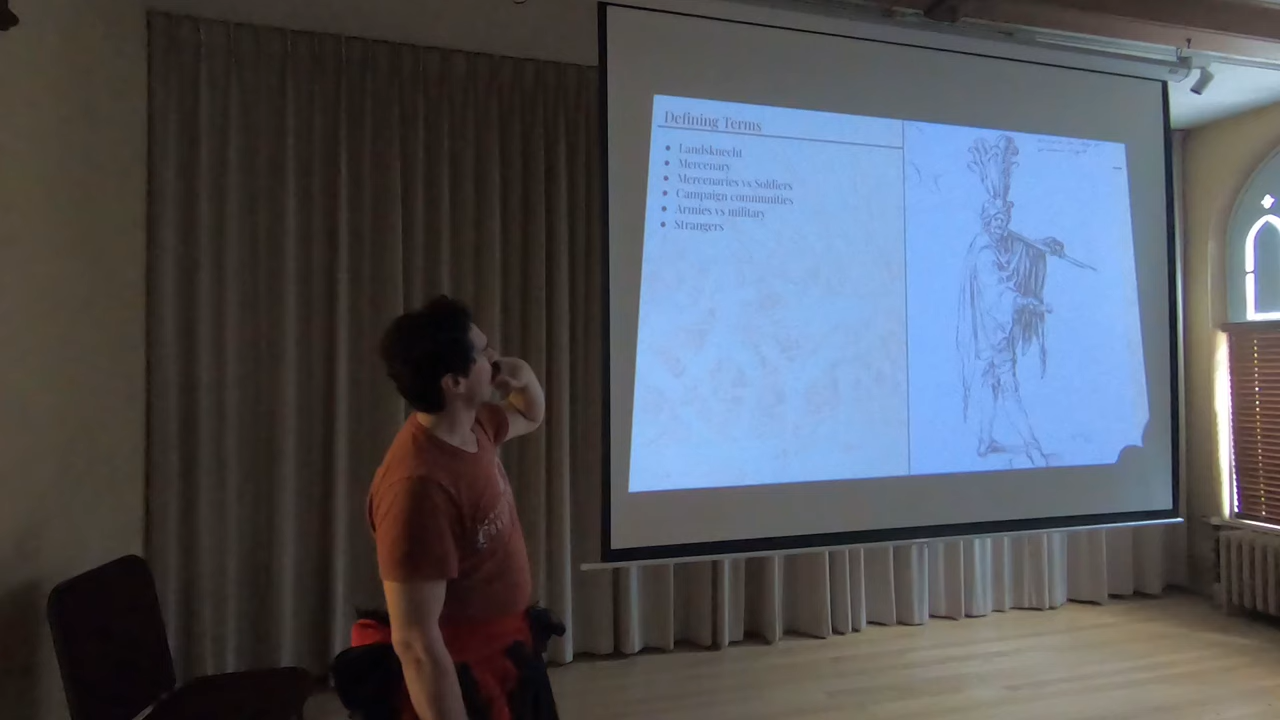 Defining Terms
Landsknecht
Mercenary
Mercenaries vs Soldiers
Campaign communities
Armies vs military
Strangers